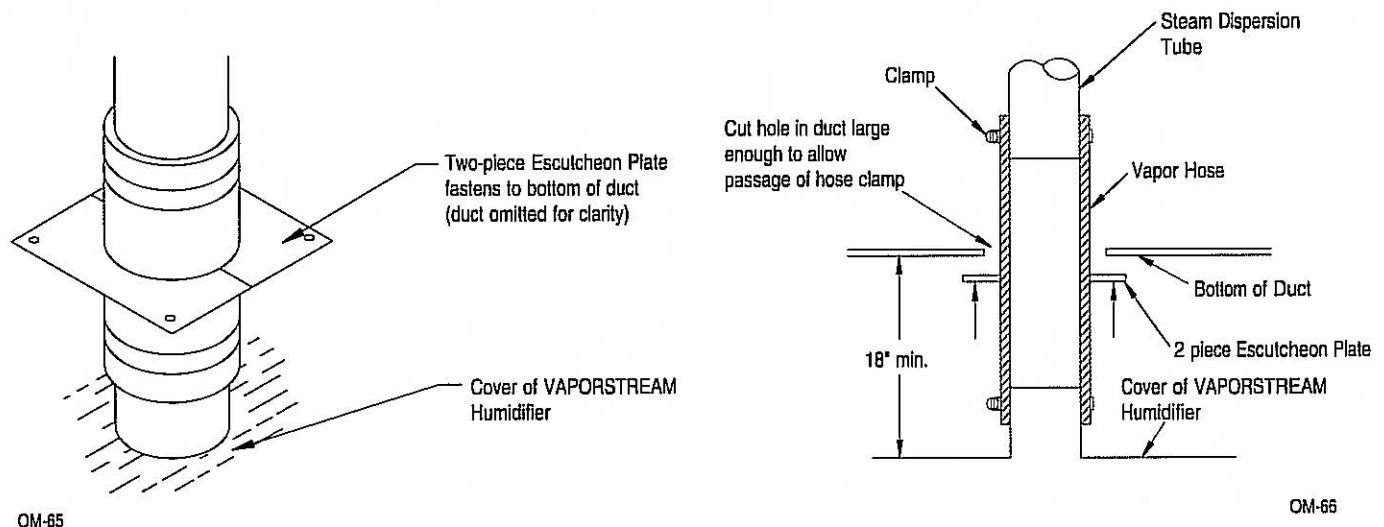 Two-piece Escutcheon Plate
fastens to bottom of duct
(duct omitted for clarity)
Cover of VAPORSTREAM
Humidifier
OM-65
Steam Dispersion
Tube
Clamp
Cut hole in duct large
enough to allow
passage of hose clamp
Vapor Hose
Bottom of Duct
18" min.
2 piece Escutcheon Plate
Cover of VAPORSTREAM
Humidifier
OM-66